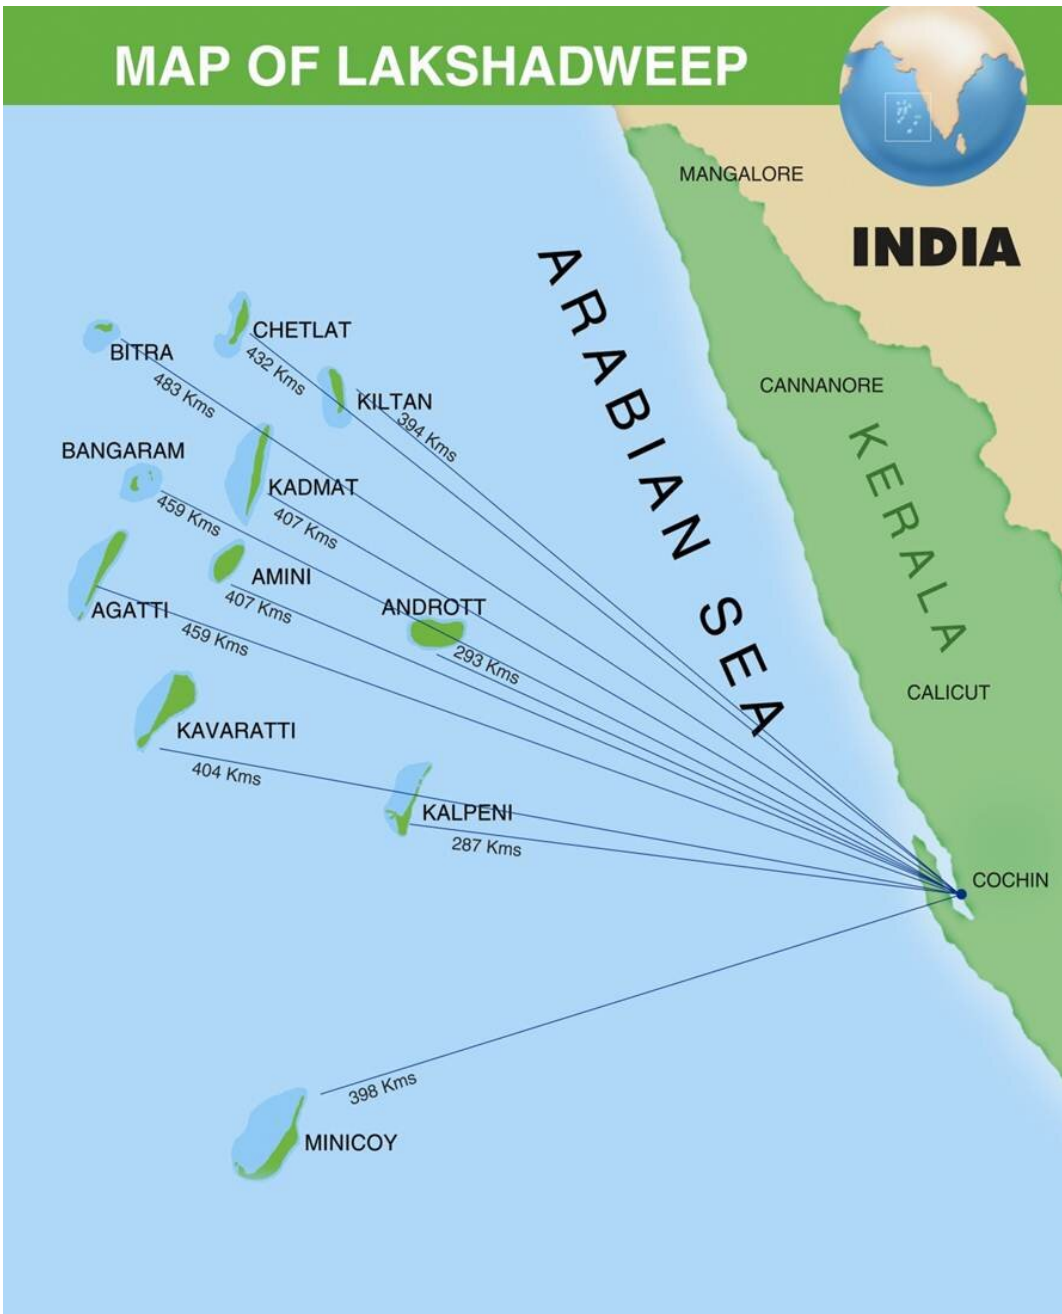 MAP OF LAKSHADWEEP
MANGALORE
INDIA
ARABIAN SEA
CHETLAT
432 Kms
BITRA
483 Kms
KILTAN
394 Kms
CANNANORE
KERALA
BANGARAM
459 Kms
KADMAT
407 Kms
AMINI
407 Kms
ANDROTT
293 Kms
AGATTI
459 Kms
CALICUT
KAVARATTI
404 Kms
KALPENI
287 Kms
COCHIN
398 Kms
MINICOY